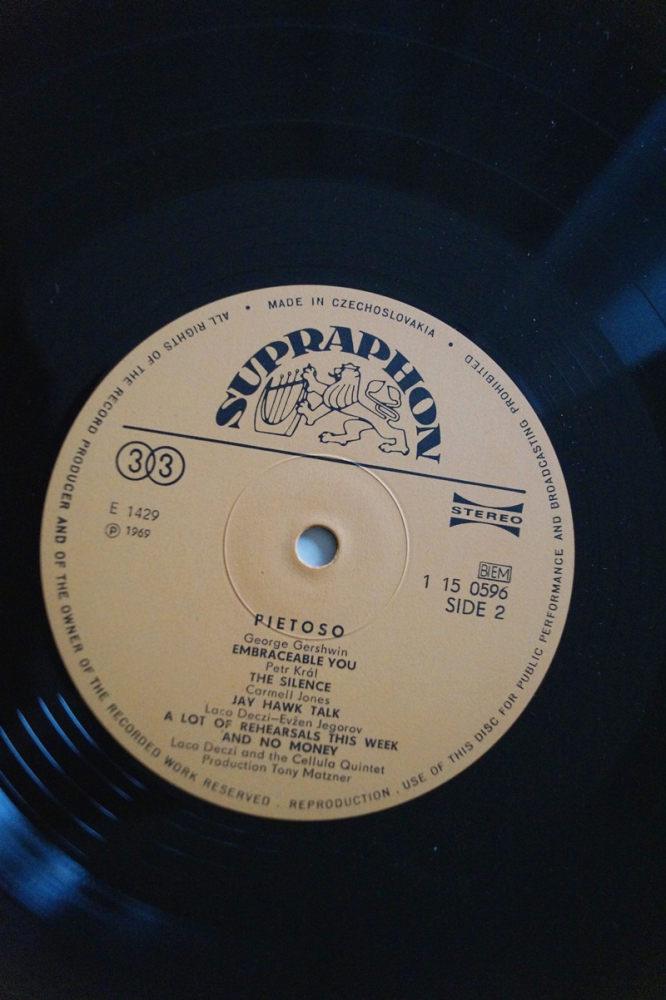 ALL RIGHTS OF THE RECORD PRODUCER AND OF THE OWNER OF THE RECORDED WORK RESERVED . REPRODUCTION , USE OF THIS DISC FOR PUBLIC PERFORMANCE AND BROADCASTING PROHIBITED
• MADE IN CZECHOSLOVAKIA •
SUPRAPHON
33
STEREO
E 1429
Ⓟ 1969
BIEM
1 15 0596
SIDE 2
PIETOSO
George Gershwin
EMBRACEABLE YOU
Petr Král
THE SILENCE
Carmell Jones
JAY HAWK TALK
Laco Deczi–Evžen Jegorov
A LOT OF REHEARSALS THIS WEEK
AND NO MONEY
Laco Deczi and the Cellula Quintet
Production Tony Matzner